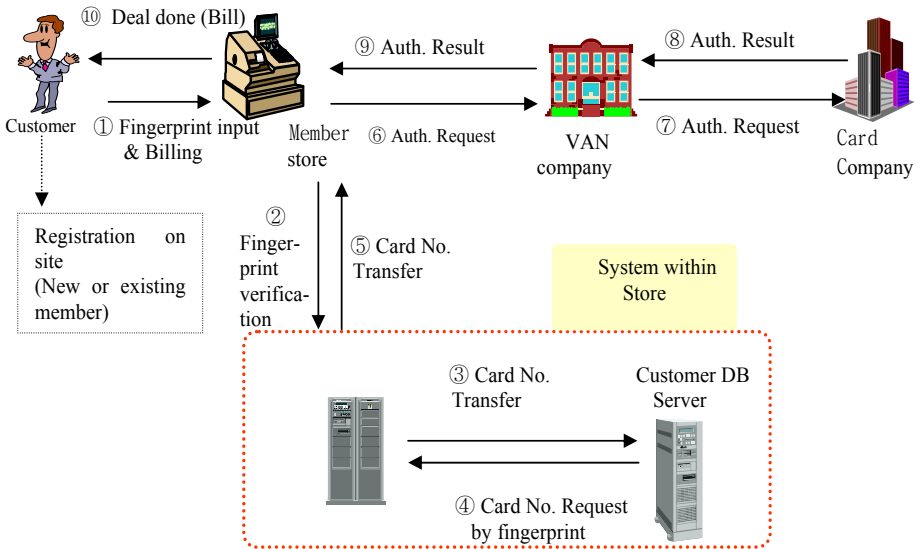 ⑩ Deal done (Bill)
⑨ Auth. Result
⑧ Auth. Result
Customer
① Fingerprint input
& Billing
Member
store
⑥ Auth. Request
VAN
company
⑦ Auth. Request
Card
Company
Registration on
site
(New or existing
member)
②
Finger-
print
verifica-
tion
⑤ Card No.
Transfer
System within
Store
③ Card No.
Transfer
Customer DB
Server
④ Card No. Request
by fingerprint